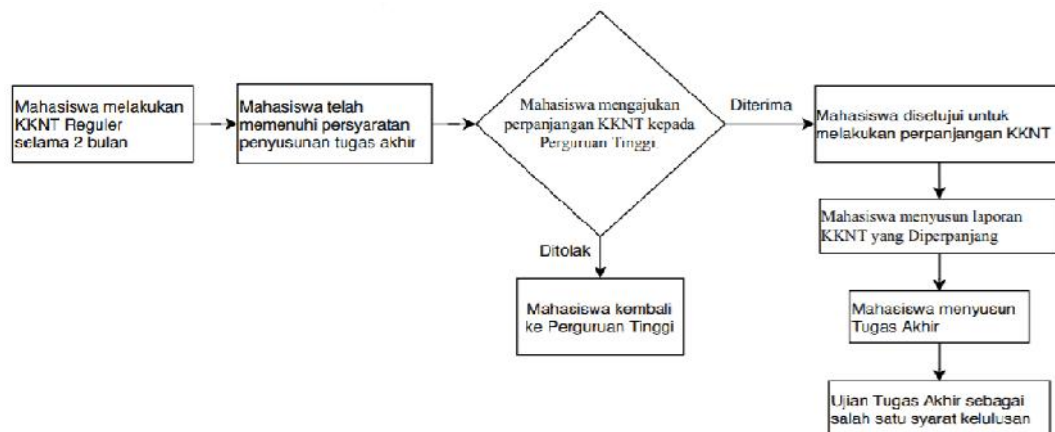 Mahasiswa melakukan
KKNT Reguler
selama 2 bulan
Mahasiswa telah
memenuhi persyaratan
penyusunan tugas akhir
Mahasiswa mengajukan
perpanjangan KKNT kepada
Perguruan Tinggi
Diterima
Mahasiswa disetujui untuk
melakukan perpanjangan KKNT
Mahasiswa menyusun laporan
KKNT yang Diperpanjang
Ditolak
Mahasiswa kembali
ke Perguruan Tinggi
Mahasiswa menyusun
Tugas Akhir
Ujian Tugas Akhir sebagai
salah satu syarat kelulusan